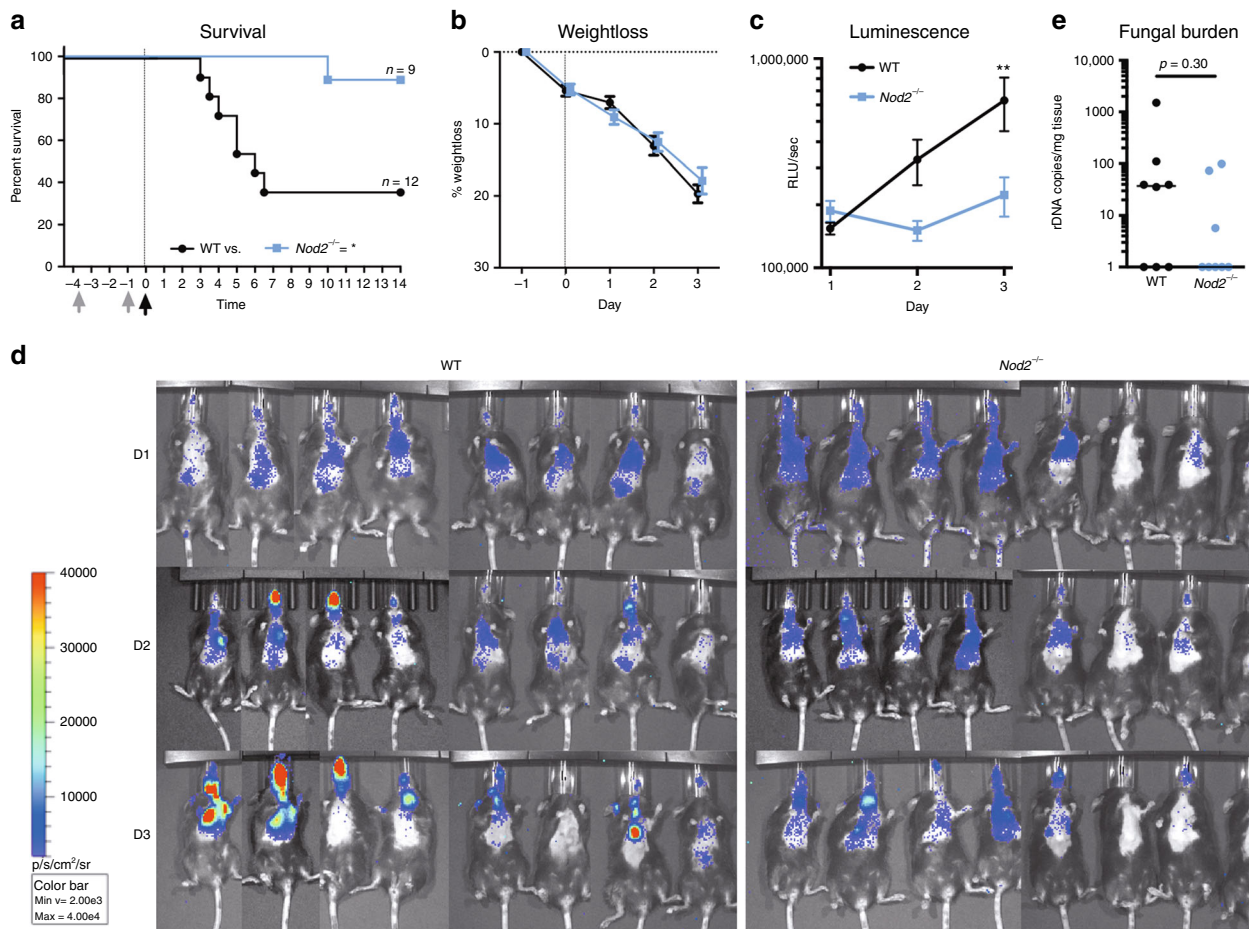 a
Survival
Percent survival
100
80
60
40
20
0
n = 9
n = 12
WT vs.
Nod2–/– = *
–4 –3 –2 –1 0 1 2 3 4 5 6 7 8 9 10 11 12 13 14
Time
b
Weightloss
% weightloss
0
10
20
30
–1 0 1 2 3
Day
c
Luminescence
RLU/sec
1,000,000
100,000
WT
Nod2–/–
**
1 2 3
Day
e
Fungal burden
p = 0.30
rDNA copies/mg tissue
10,000
1000
100
10
1
WT Nod2–/–
d
WT
Nod2–/–
D1
D2
D3
40000
30000
20000
10000
p/s/cm2/sr
Color bar
Min v= 2.00e3
Max = 4.00e4